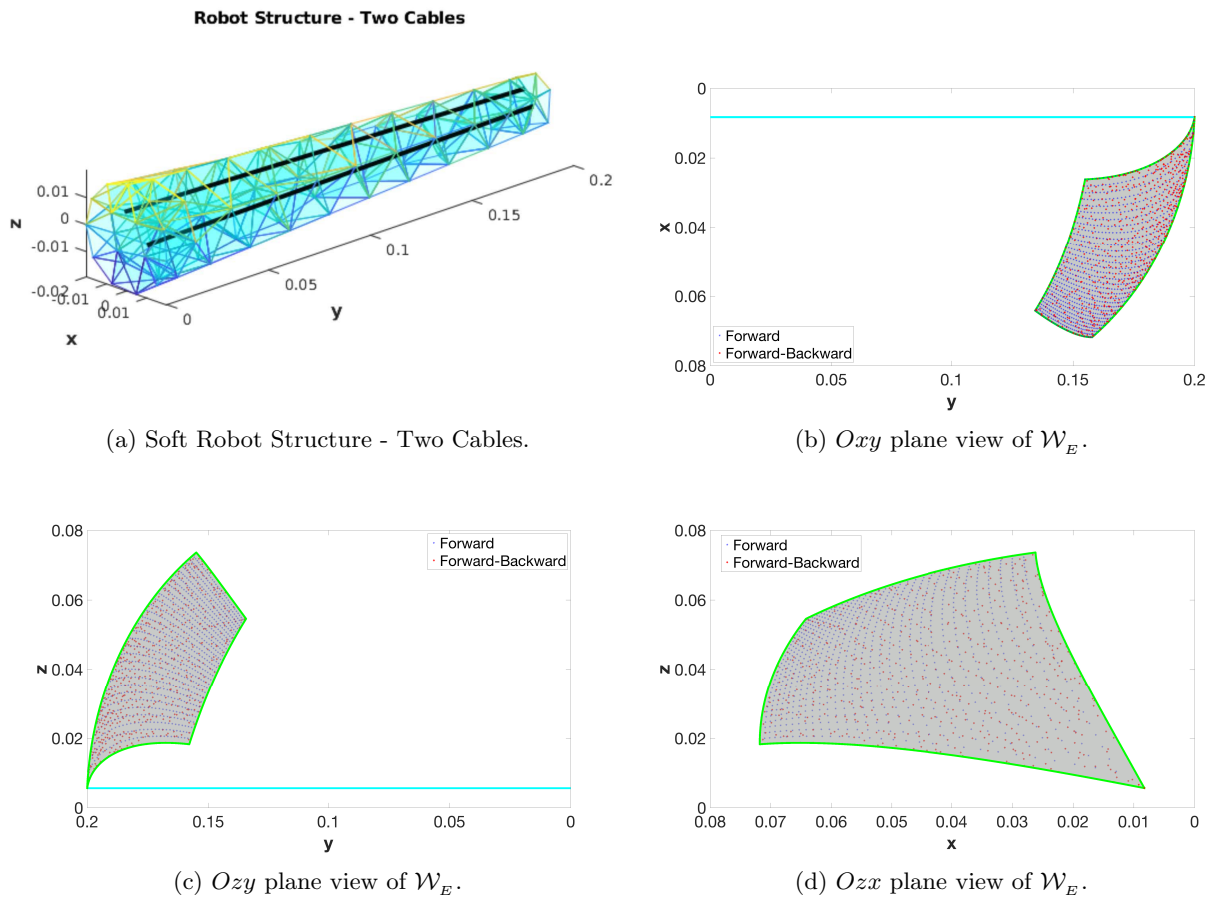 Robot Structure - Two Cables
0.01
0
-0.01
-0.02
-0.01
0
0.01
z
x
y
0
0.05
0.1
0.15
0.2
(a) Soft Robot Structure - Two Cables.
0
0.02
0.04
0.06
0.08
x
Forward
Forward-Backward
0 0.05 0.1 0.15 0.2
y
(b) Oxy plane view of 𝒲E.
0.08
0.06
0.04
0.02
0
z
Forward
Forward-Backward
0.2 0.15 0.1 0.05 0
y
(c) Ozy plane view of 𝒲E.
0.08
0.06
0.04
0.02
0
z
Forward
Forward-Backward
0.08 0.07 0.06 0.05 0.04 0.03 0.02 0.01 0
x
(d) Ozx plane view of 𝒲E.